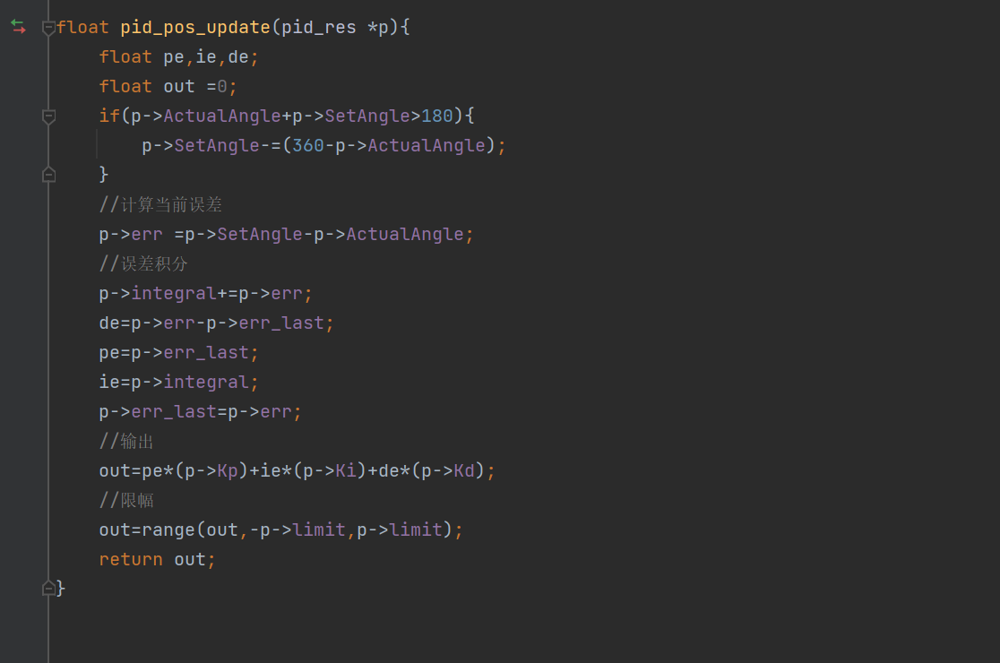 float pid_pos_update(pid_res *p){
float pe,ie,de;
float out =0;
if(p->ActualAngle+p->SetAngle>180){
p->SetAngle-=(360-p->ActualAngle);
}
//计算当前误差
p->err =p->SetAngle-p->ActualAngle;
//误差积分
p->integral+=p->err;
de=p->err-p->err_last;
pe=p->err_last;
ie=p->integral;
p->err_last=p->err;
//输出
out=pe*(p->Kp)+ie*(p->Ki)+de*(p->Kd);
//限幅
out=range(out,-p->limit,p->limit);
return out;
}